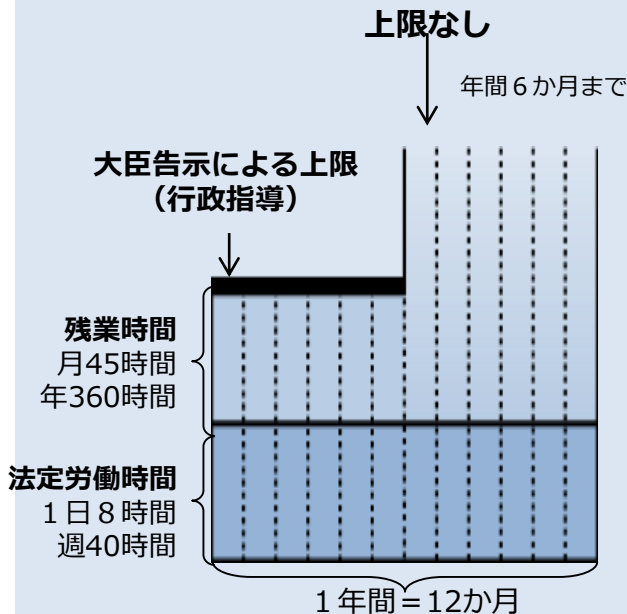 上限なし
年間６か月まで
大臣告示による上限
（行政指導）
残業時間
月45時間
年360時間
法定労働時間
１日８時間
週40時間
１年間＝12か月